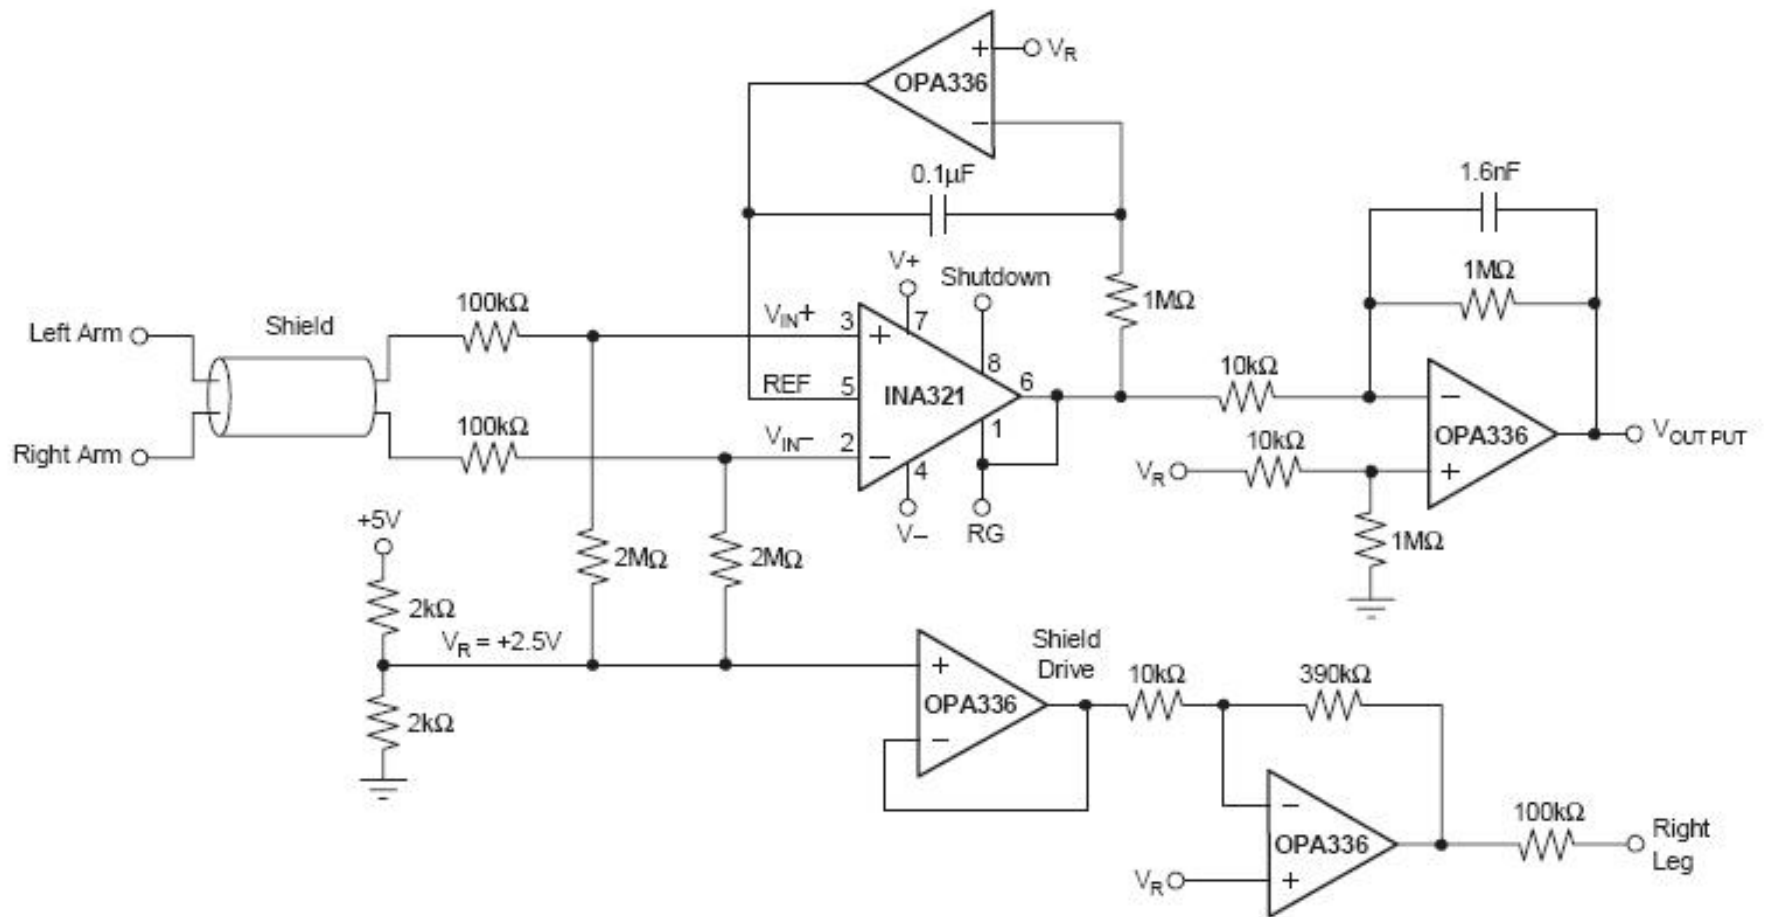 +
V_R
OPA336
−
0.1µF
1.6nF
V+
Shutdown
1MΩ
1MΩ
100kΩ
Left Arm
Shield
V_IN+
3
+
7
8
10kΩ
REF
5
INA321
6
−
100kΩ
V_IN−
2
−
1
OPA336
V_OUT PUT
Right Arm
4
10kΩ
V_R
+
+5V
V−
RG
1MΩ
2MΩ
2MΩ
2kΩ
V_R = +2.5V
Shield
Drive
+
10kΩ
390kΩ
OPA336
2kΩ
−
−
100kΩ
Right
Leg
OPA336
V_R
+